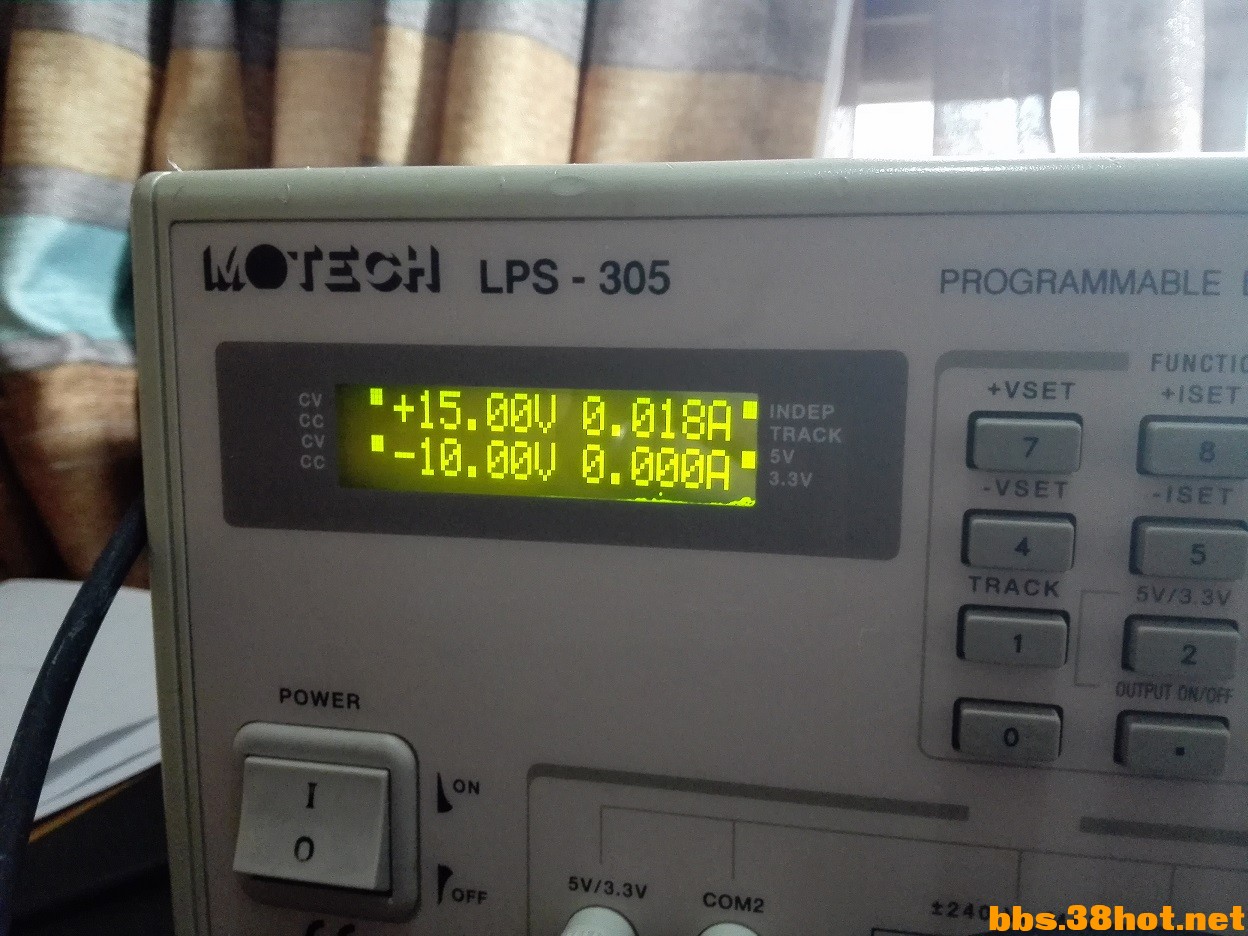 MOTECH LPS - 305
PROGRAMMABLE
FUNCTIO
CV
CC
CV
CC
+15.00V 0.018A
-10.00V 0.000A
INDEP
TRACK
5V
3.3V
+VSET
+ISET
7
8
-VSET
-ISET
4
5
TRACK
5V/3.3V
1
2
OUTPUT ON/OFF
0
.
POWER
I
O
ON
OFF
5V/3.3V
COM2
±240
bbs.38hot.net